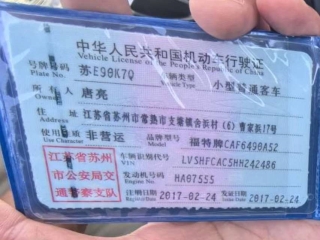 中华人民共和国机动车行驶证
Vehicle License of the People's Republic of China
号牌号码 苏E90K7Q 车辆类型 小型普通客车
Plate No. Vehicle Type
所有人 唐亮
Owner
住址 江苏省苏州市常熟市支塘镇合洪村(6)曹家浜17号
Address
使用性质 非营运 品牌型号 福特牌CAF6490A52
Use Character Model
江苏省苏州 车辆识别代号 LVSHFCAC5HH242486
市公安局交 VIN
通警察支队 发动机号码 HA07555
Engine No.
注册日期 2017-02-24 发证日期 2017-02-24